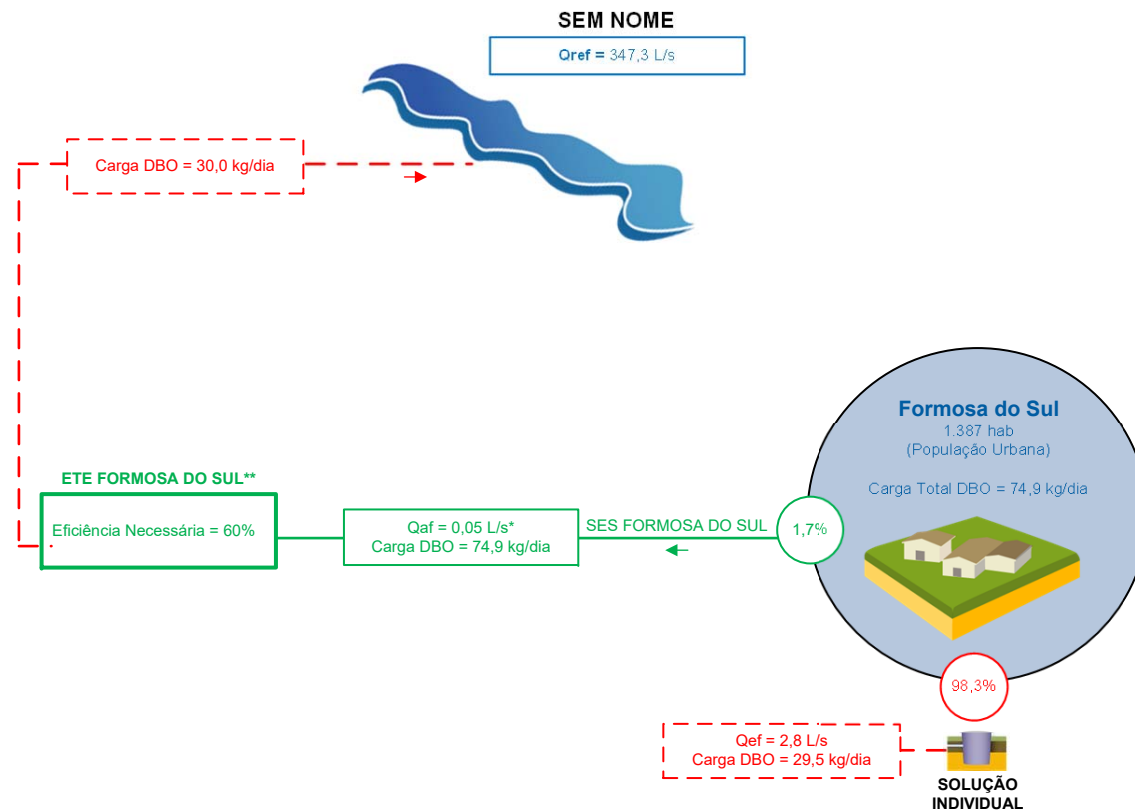 SEM NOME
Qref = 347,3 L/s
Carga DBO = 30,0 kg/dia
Formosa do Sul
1.387 hab
(População Urbana)
Carga Total DBO = 74,9 kg/dia
ETE FORMOSA DO SUL**
Eficiência Necessária = 60%
Qaf = 0,05 L/s*
Carga DBO = 74,9 kg/dia
SES FORMOSA DO SUL
1,7%
98,3%
Qef = 2,8 L/s
Carga DBO = 29,5 kg/dia
SOLUÇÃO
INDIVIDUAL